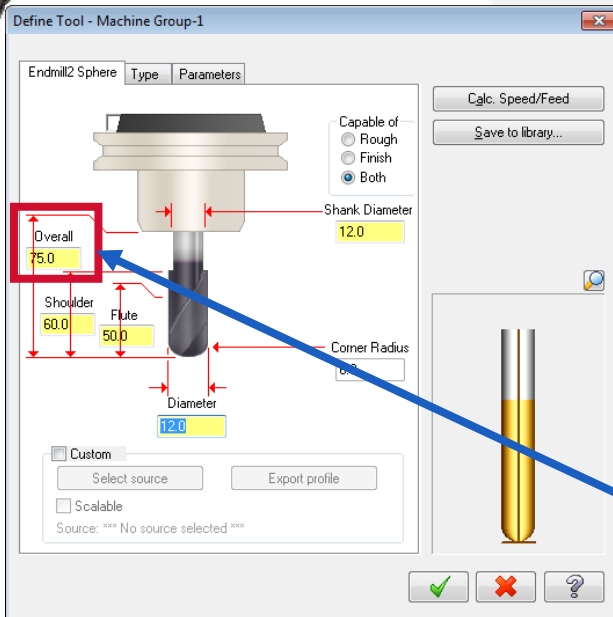 Define Tool - Machine Group-1
Endmill2 Sphere Type Parameters
Calc. Speed/Feed
Save to library...
Capable of
Rough
Finish
Both
Shank Diameter
12.0
Overall
75.0
Shoulder
60.0
Flute
50.0
Corner Radius
Diameter
12.0
Custom
Select source Export profile
Scalable
Source: *** No source selected ***